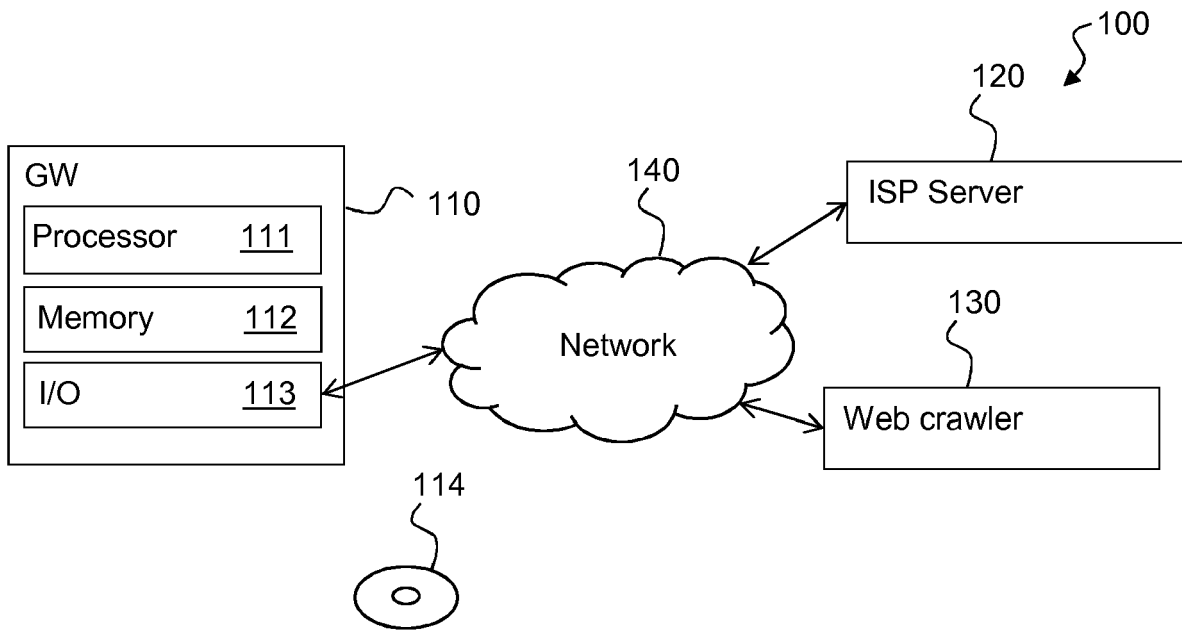 100
120
ISP Server
140
GW
110
Processor 111
Memory 112
I/O 113
Network
130
Web crawler
114